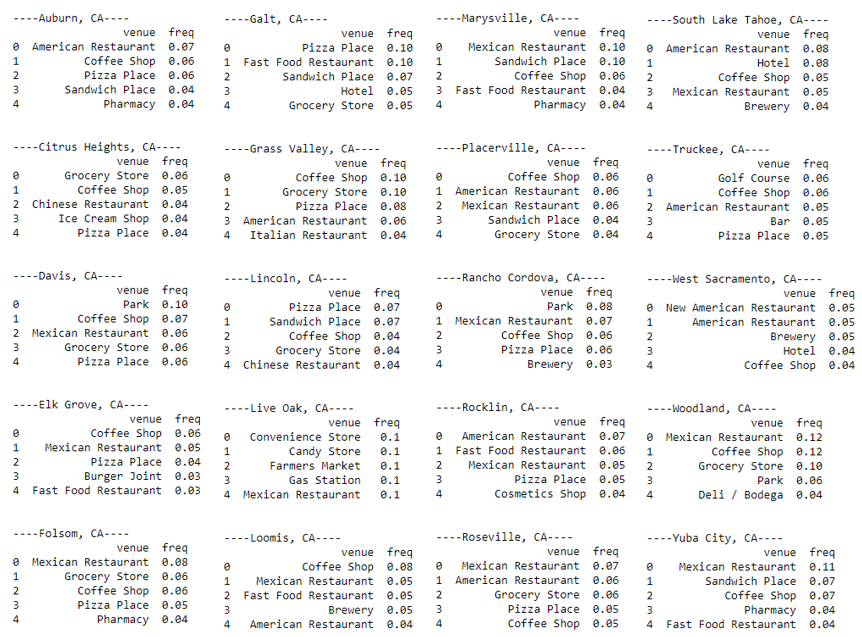 ----Auburn, CA----
venue freq
0 American Restaurant 0.07
1 Coffee Shop 0.06
2 Pizza Place 0.06
3 Sandwich Place 0.04
4 Pharmacy 0.04
----Citrus Heights, CA----
venue freq
0 Grocery Store 0.06
1 Coffee Shop 0.05
2 Chinese Restaurant 0.04
3 Ice Cream Shop 0.04
4 Pizza Place 0.04
----Davis, CA----
venue freq
0 Park 0.10
1 Coffee Shop 0.07
2 Mexican Restaurant 0.06
3 Grocery Store 0.06
4 Pizza Place 0.06
----Elk Grove, CA----
venue freq
0 Coffee Shop 0.06
1 Mexican Restaurant 0.05
2 Pizza Place 0.04
3 Burger Joint 0.03
4 Fast Food Restaurant 0.03
----Folsom, CA----
venue freq
0 Mexican Restaurant 0.08
1 Grocery Store 0.06
2 Coffee Shop 0.06
3 Pizza Place 0.05
4 Pharmacy 0.04
----Galt, CA----
venue freq
0 Pizza Place 0.10
1 Fast Food Restaurant 0.10
2 Sandwich Place 0.07
3 Hotel 0.05
4 Grocery Store 0.05
----Grass Valley, CA----
venue freq
0 Coffee Shop 0.10
1 Grocery Store 0.10
2 Pizza Place 0.08
3 American Restaurant 0.06
4 Italian Restaurant 0.04
----Lincoln, CA----
venue freq
0 Pizza Place 0.07
1 Sandwich Place 0.07
2 Coffee Shop 0.04
3 Grocery Store 0.04
4 Chinese Restaurant 0.04
----Live Oak, CA----
venue freq
0 Convenience Store 0.1
1 Candy Store 0.1
2 Farmers Market 0.1
3 Gas Station 0.1
4 Mexican Restaurant 0.1
----Loomis, CA----
venue freq
0 Coffee Shop 0.08
1 Mexican Restaurant 0.05
2 Fast Food Restaurant 0.05
3 Brewery 0.05
4 American Restaurant 0.04
----Marysville, CA----
venue freq
0 Mexican Restaurant 0.10
1 Sandwich Place 0.10
2 Coffee Shop 0.06
3 Fast Food Restaurant 0.04
4 Pharmacy 0.04
----Placerville, CA----
venue freq
0 Coffee Shop 0.06
1 American Restaurant 0.06
2 Mexican Restaurant 0.06
3 Sandwich Place 0.04
4 Grocery Store 0.04
----Rancho Cordova, CA----
venue freq
0 Park 0.08
1 Mexican Restaurant 0.07
2 Coffee Shop 0.06
3 Pizza Place 0.06
4 Brewery 0.03
----Rocklin, CA----
venue freq
0 American Restaurant 0.07
1 Fast Food Restaurant 0.06
2 Mexican Restaurant 0.05
3 Pizza Place 0.05
4 Cosmetics Shop 0.04
----Roseville, CA----
venue freq
0 Mexican Restaurant 0.07
1 American Restaurant 0.06
2 Grocery Store 0.06
3 Pizza Place 0.05
4 Coffee Shop 0.05
----South Lake Tahoe, CA----
venue freq
0 American Restaurant 0.08
1 Hotel 0.08
2 Coffee Shop 0.05
3 Mexican Restaurant 0.05
4 Brewery 0.04
----Truckee, CA----
venue freq
0 Golf Course 0.06
1 Coffee Shop 0.06
2 American Restaurant 0.05
3 Bar 0.05
4 Pizza Place 0.05
----West Sacramento, CA----
venue freq
0 New American Restaurant 0.05
1 American Restaurant 0.05
2 Brewery 0.05
3 Hotel 0.04
4 Coffee Shop 0.04
----Woodland, CA----
venue freq
0 Mexican Restaurant 0.12
1 Coffee Shop 0.12
2 Grocery Store 0.10
3 Park 0.06
4 Deli / Bodega 0.04
----Yuba City, CA----
venue freq
0 Mexican Restaurant 0.11
1 Sandwich Place 0.07
2 Coffee Shop 0.07
3 Pharmacy 0.04
4 Fast Food Restaurant 0.04